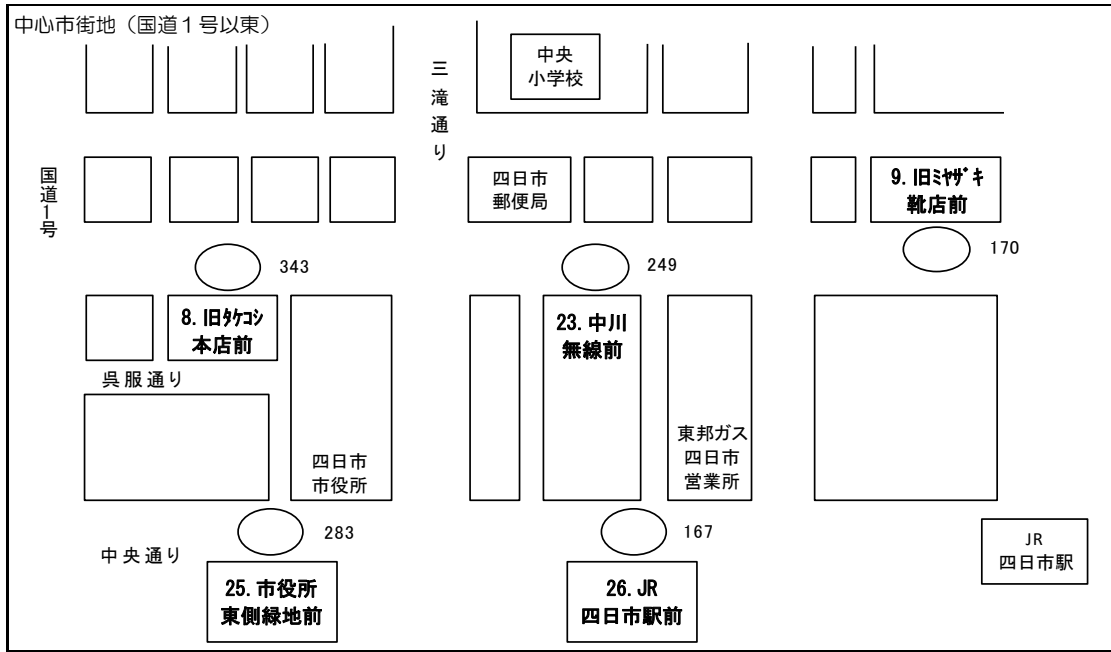 中心市街地（国道１号以東）
三滝通り
中央
小学校
国道1号
四日市
郵便局
9. 旧ﾐﾔｻﾞｷ
靴店前
343
249
170
8. 旧ﾀｹｺｼ
本店前
23. 中川
無線前
呉服通り
四日市
市役所
東邦ガス
四日市
営業所
283
167
中央通り
JR
四日市駅
25. 市役所
東側緑地前
26. JR
四日市駅前